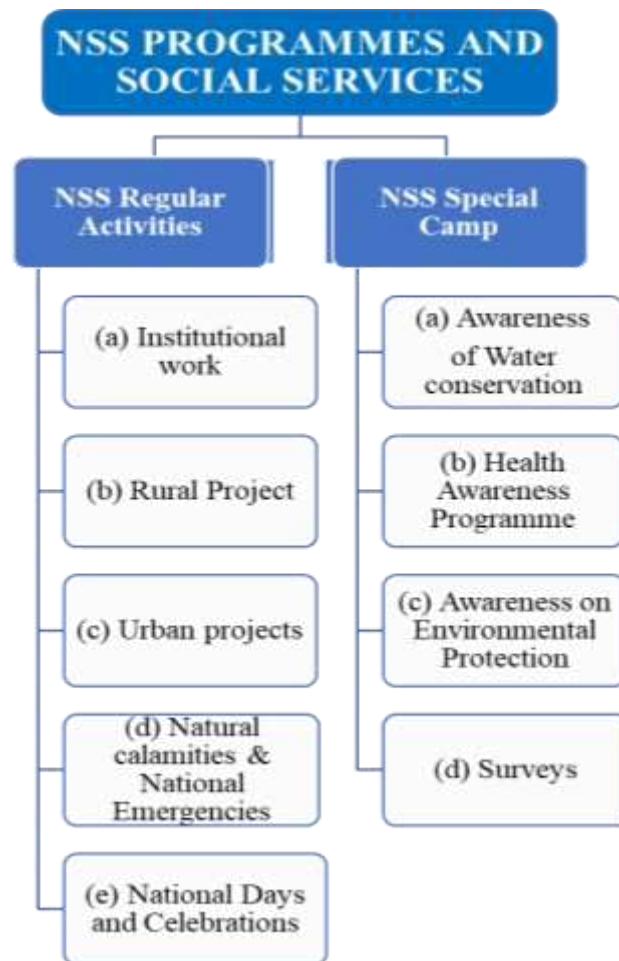 NSS PROGRAMMES AND
SOCIAL SERVICES
NSS Regular
Activities
(a) Institutional
work
(b) Rural Project
(c) Urban projects
(d) Natural
calamities &
National
Emergencies
(e) National Days
and Celebrations
NSS Special
Camp
(a) Awareness
of Water
conservation
(b) Health
Awareness
Programme
(c) Awareness on
Environmental
Protection
(d) Surveys